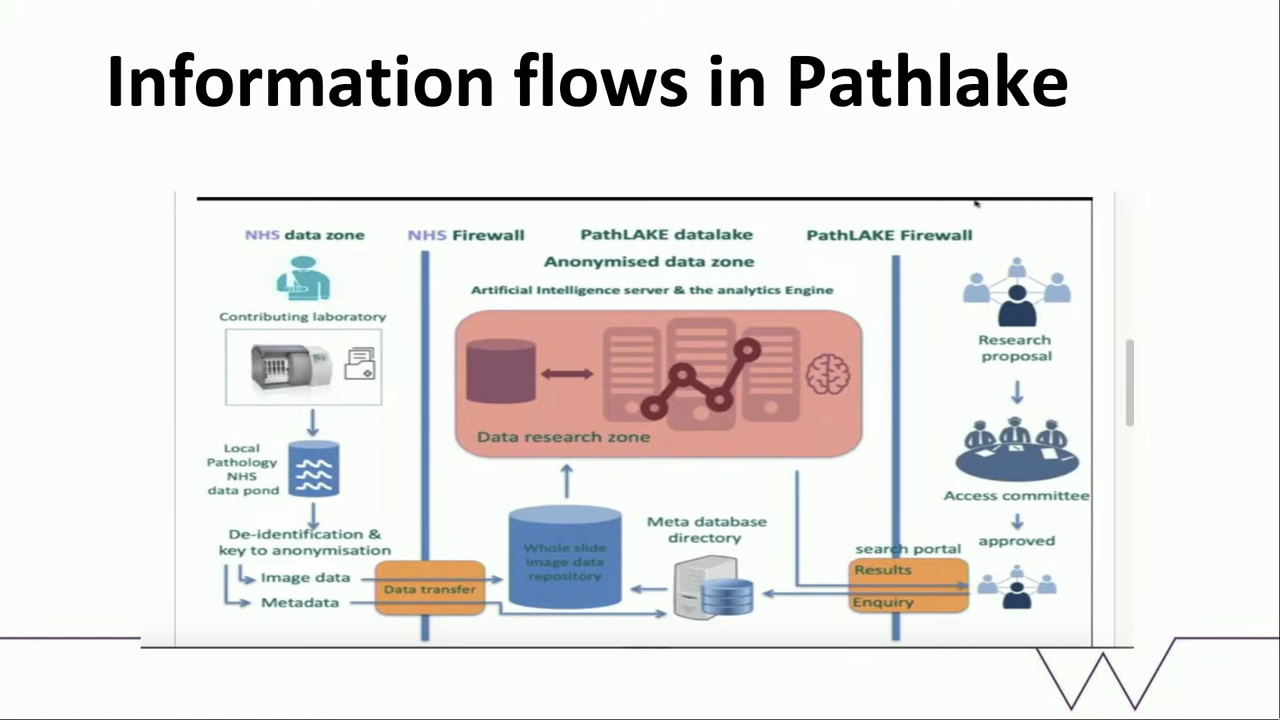 Information flows in Pathlake
NHS data zone
NHS Firewall
PathLAKE datalake
PathLAKE Firewall
Anonymised data zone
Artificial Intelligence server & the analytics Engine
Contributing laboratory
Local
Pathology
NHS
data pond
De-identification &
key to anonymisation
Image data
Metadata
Data transfer
Data research zone
Whole slide
image data
repository
Meta database
directory
Research
proposal
Access committee
approved
search portal
Results
Enquiry